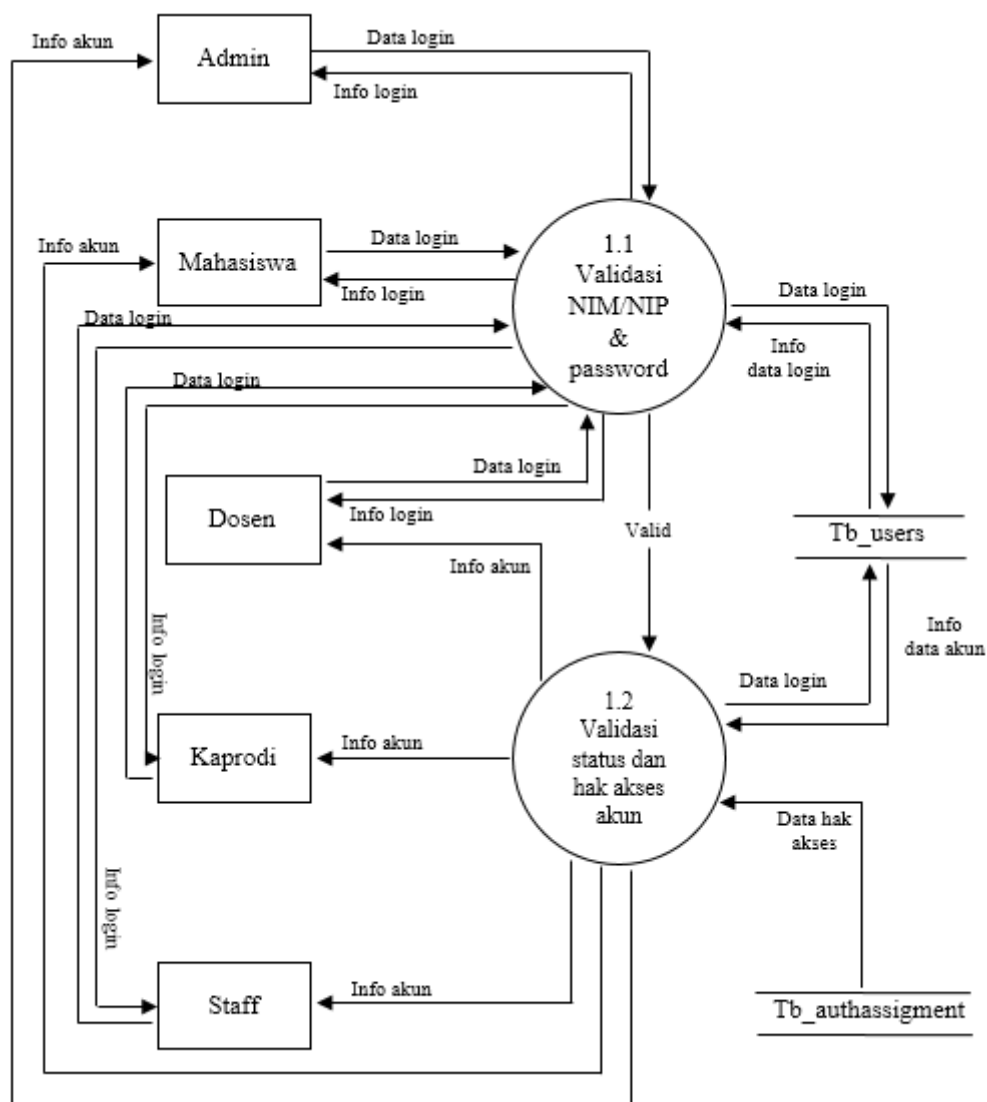 Info akun
Admin
Data login
Info login
Info akun
Mahasiswa
Data login
Info login
1.1
Validasi
NIM/NIP
&
password
Data login
Info
data login
Data login
Data login
Dosen
Data login
Info login
Info akun
Valid
Tb_users
Info
data akun
Info login
Kaprodi
Info akun
1.2
Validasi
status dan
hak akses
akun
Data login
Data hak
akses
Info login
Staff
Info akun
Tb_authassigment